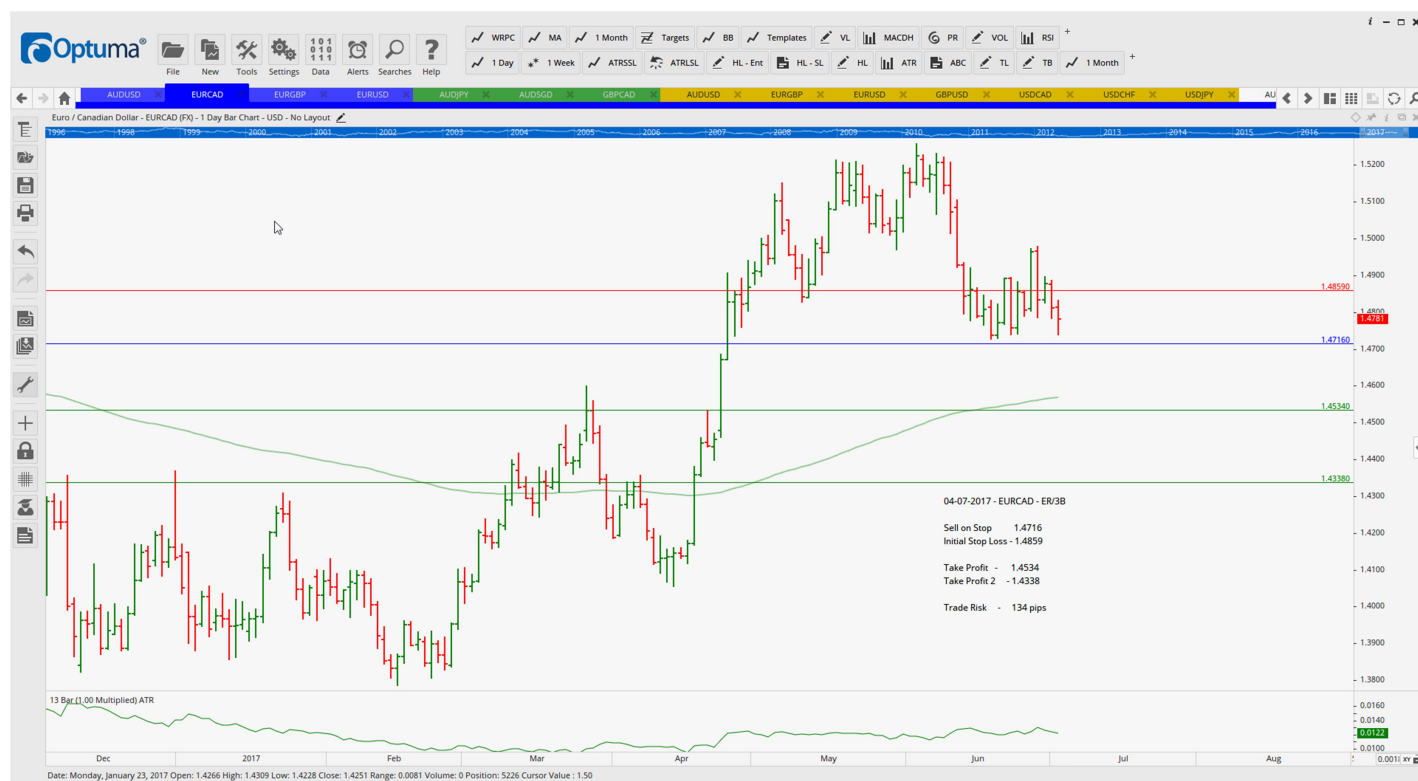 i
Optuma®
File New Tools Settings Data Alerts Searches Help
WRPC MA 1 Month Targets BB Templates VL MACDH PR VOL RSI +
1 Day 1 Week ATRSSL ATRLSL HL - Ent HL - SL HL ATR ABC TL TB 1 Month +
AUDUSD EURCAD EURGBP EURUSD AUDJPY AUDSGD GBPCAD AUDUSD EURGBP EURUSD GBPUSD USDCAD USDCHF USDJPY AU
Euro / Canadian Dollar - EURCAD (FX) - 1 Day Bar Chart - USD - No Layout
1996 1998 1999 2000 2001 2002 2003 2004 2005 2006 2007 2008 2009 2010 2011 2012 2013 2014 2015 2016 2017
1.5200
1.5100
1.5000
1.4900
1.48590
1.4800
1.4781
1.47160
1.4700
1.4600
1.45340
1.4500
1.4400
1.43380
1.4300
04-07-2017 - EURCAD - ER/3B
Sell on Stop 1.4716
1.4200
Initial Stop Loss - 1.4859
Take Profit - 1.4534
1.4100
Take Profit 2 - 1.4338
Trade Risk - 134 pips
1.4000
1.3900
1.3800
13 Bar (1.00 Multiplied) ATR
0.0160
0.0140
0.0122
0.0100
Dec 2017 Feb Mar Apr May Jun Jul Aug
XY
Date: Monday, January 23, 2017 Open: 1.4266 High: 1.4309 Low: 1.4228 Close: 1.4251 Range: 0.0081 Volume: 0 Position: 5226 Cursor Value : 1.50